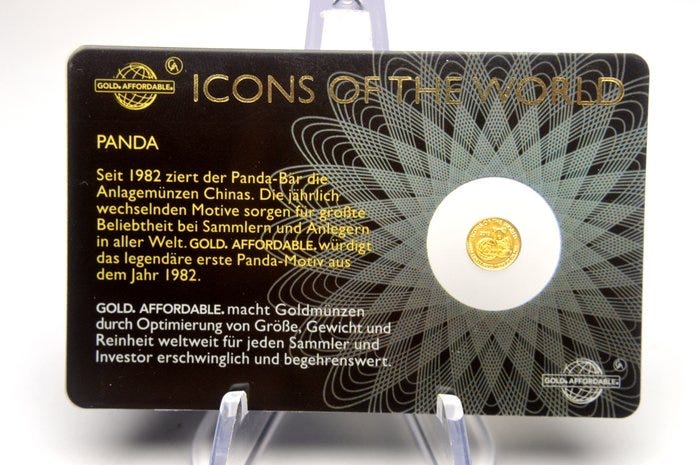 GA
GOLD. AFFORDABLE.
ICONS OF THE WORLD
PANDA
Seit 1982 ziert der Panda-Bär die
Anlagemünzen Chinas. Die jährlich
wechselnden Motive sorgen für größte
Beliebtheit bei Sammlern und Anlegern
in aller Welt. GOLD. AFFORDABLE. würdigt
das legendäre erste Panda-Motiv aus
dem Jahr 1982.
GOLD. AFFORDABLE. macht Goldmünzen
durch Optimierung von Größe, Gewicht und
Reinheit weltweit für jeden Sammler und
Investor erschwinglich und begehrenswert.
GA
GOLD. AFFORDABLE.